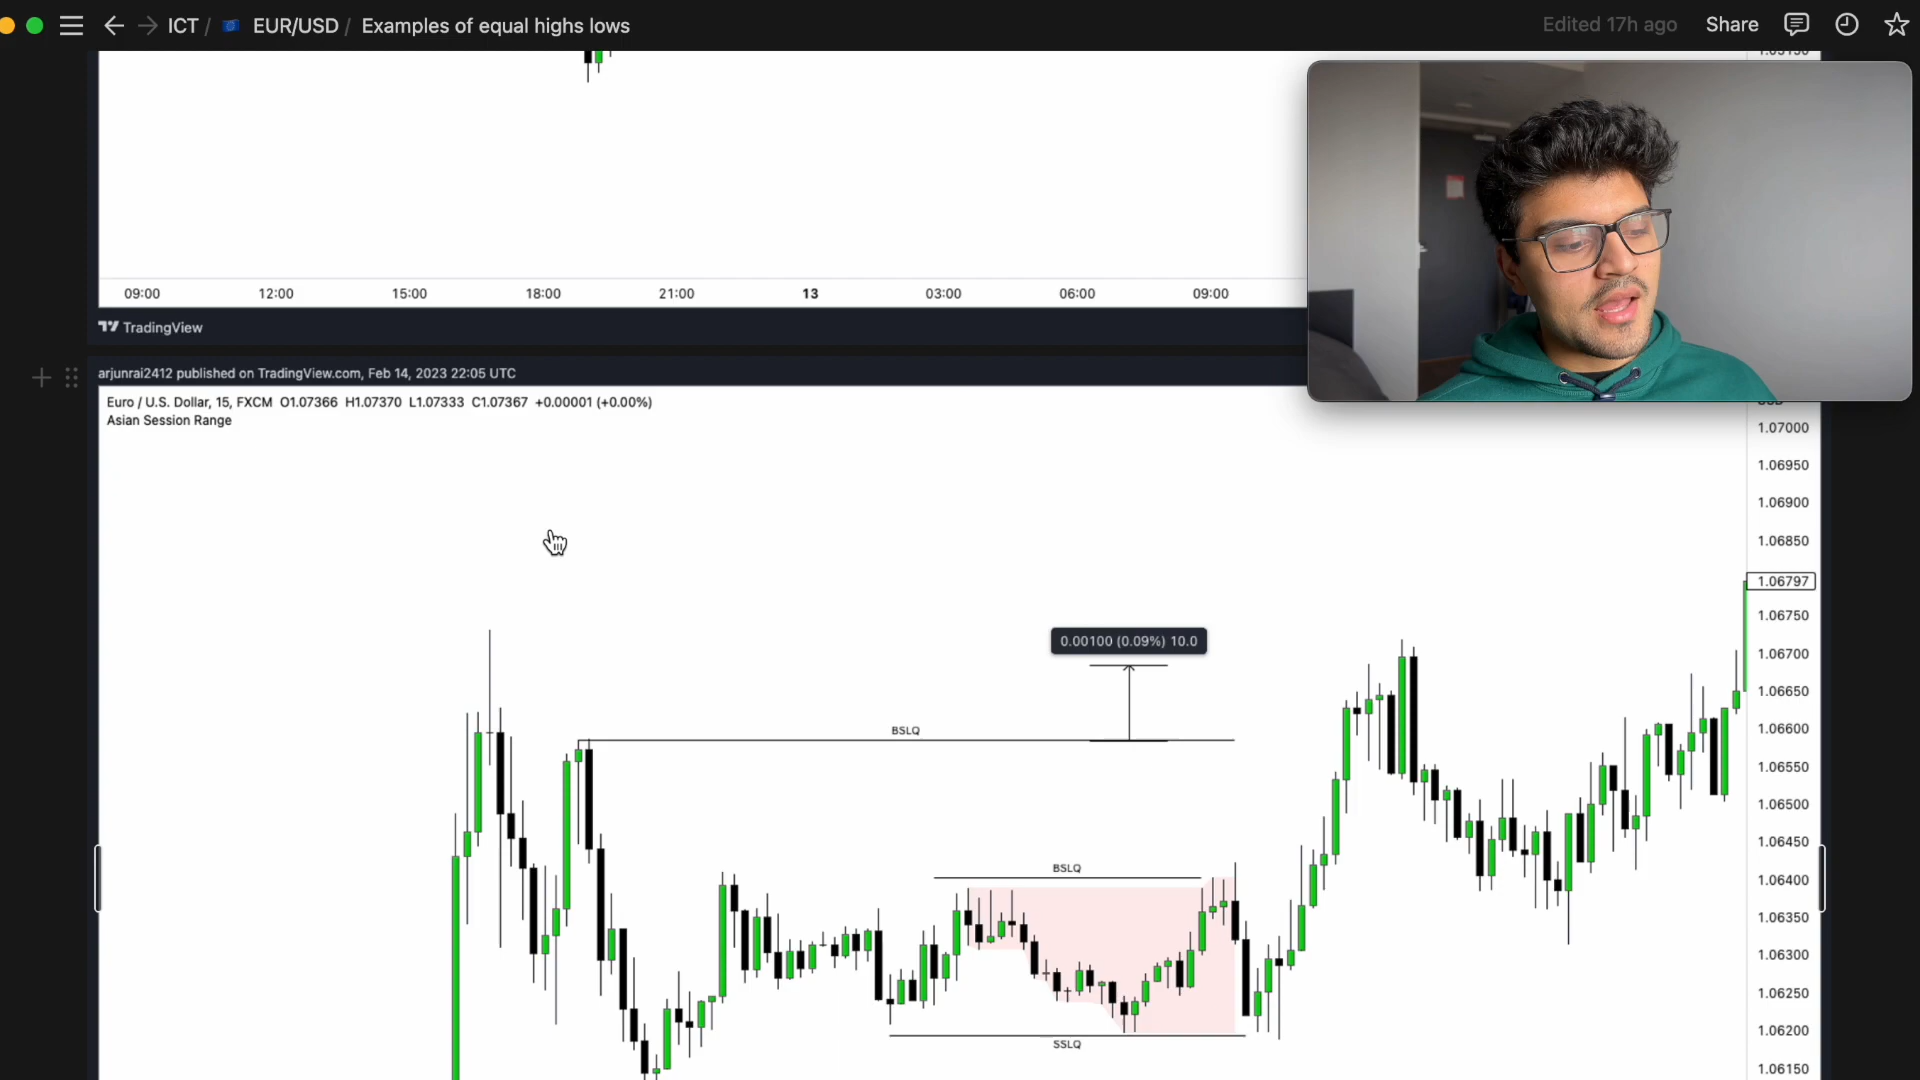 ICT / EUR/USD / Examples of equal highs lows
Edited 17h ago Share
09:00 12:00 15:00 18:00 21:00 13 03:00 06:00 09:00
TradingView
arjunrai2412 published on TradingView.com, Feb 14, 2023 22:05 UTC
Euro / U.S. Dollar, 15, FXCM O1.07366 H1.07370 L1.07333 C1.07367 +0.00001 (+0.00%)
Asian Session Range
1.07000
1.06950
1.06900
1.06850
1.06797
1.06750
0.00100 (0.09%) 10.0
1.06700
1.06650
BSLQ
1.06600
1.06550
1.06500
1.06450
BSLQ
1.06400
1.06350
1.06300
1.06250
1.06200
SSLQ
1.06150